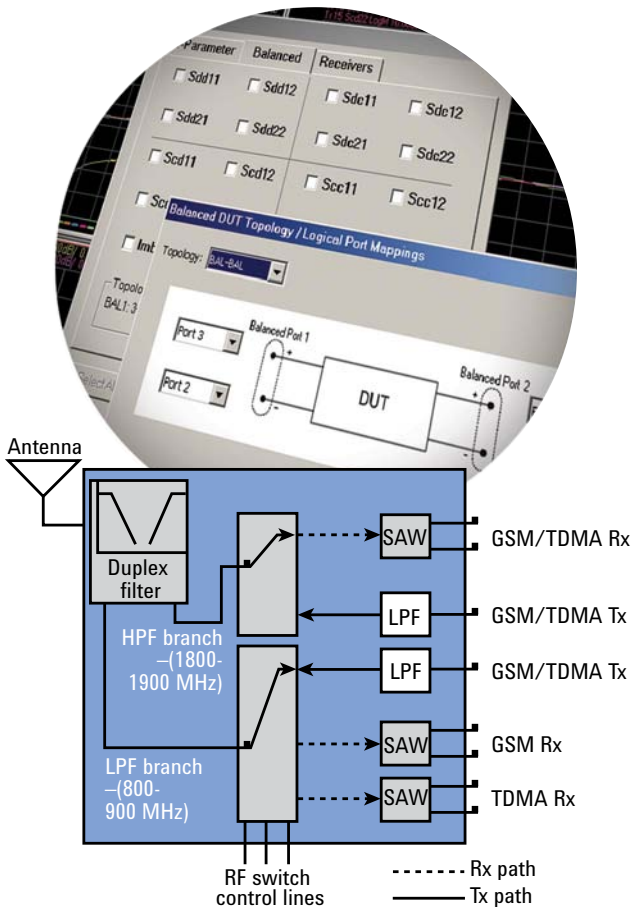 Tr15 Scd22 LogM
Parameter
Balanced
Receivers
Sdd11
Sdd12
Sdc11
Sdc12
Sdd21
Sdd22
Sdc21
Sdc22
Scd11
Scd12
Scc11
Scc12
Balanced DUT Topology / Logical Port Mappings
Topology:
BAL-BAL
BAL1: 3
Port 3
Balanced Port 1
+
Port 2
-
DUT
Balanced Port 2
+
-
Antenna
Duplex
filter
HPF branch
–(1800-
1900 MHz)
LPF branch
–(800-
900 MHz)
SAW
GSM/TDMA Rx
LPF
GSM/TDMA Tx
LPF
GSM/TDMA Tx
SAW
GSM Rx
SAW
TDMA Rx
RF switch
control lines
Rx path
Tx path